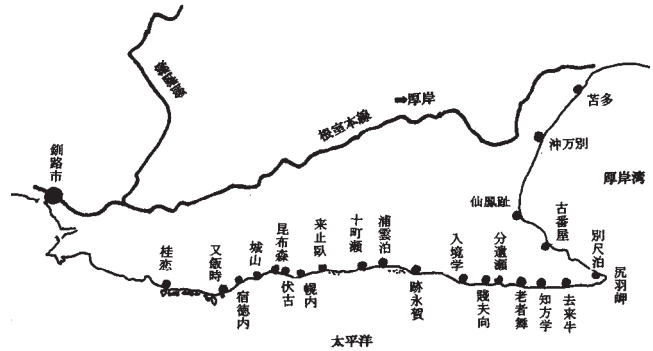 釧網線
根室本線
➡厚岸
釧路市
苫多
沖万別
厚岸湾
仙鳳趾
古番屋
別尺泊
尻羽岬
桂恋
又飯時
宿徳内
城山
昆布森
伏古
幌内
来止臥
十町瀬
浦雲泊
跡永賀
入境学
賤夫向
分遺瀬
老者舞
知方学
去来牛
太平洋